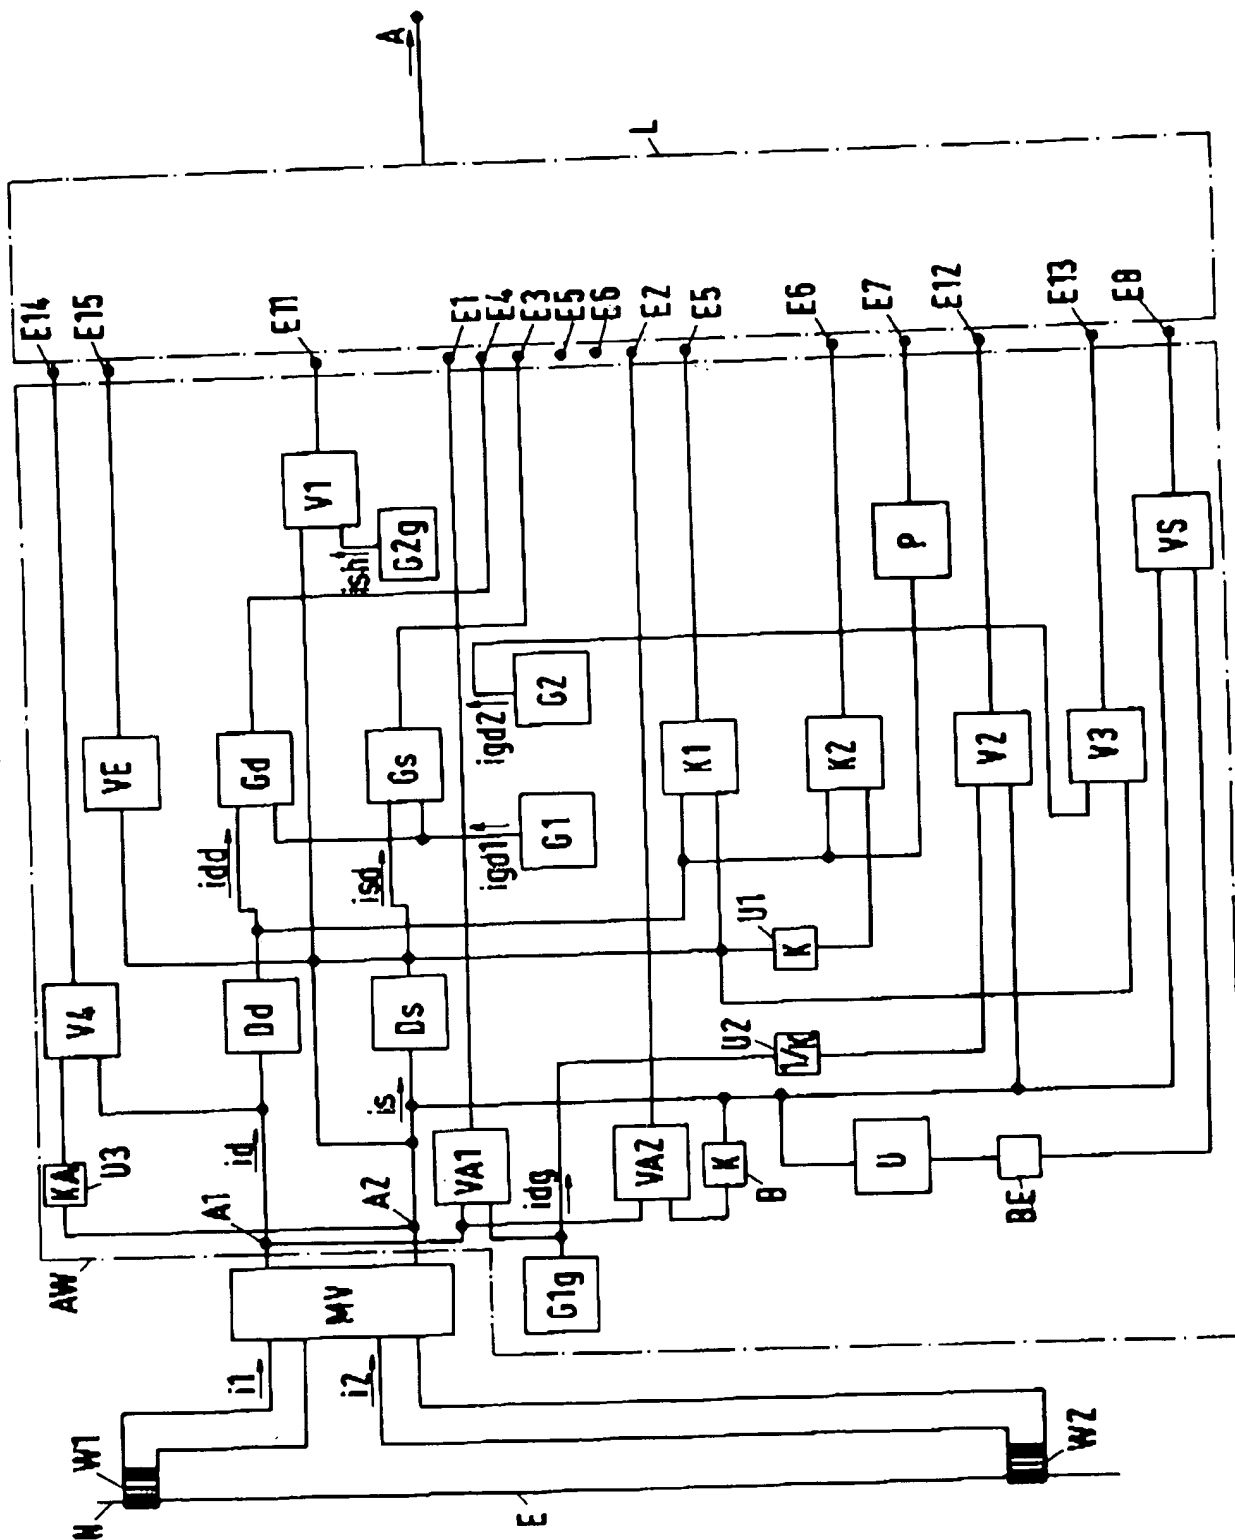 A
L
E14
E15
E11
E1
E4
E3
E5
E6
E2
E5
E6
E7
E12
E13
E8
V1
G2g
ish
P
VS
VE
Gd
Gs
G2
igd2
K1
K2
V2
V3
idd
isd
igd1
G1
U1
K
V4
Dd
Ds
U2
1/K
KA
U3
id
is
VA1
idg
VA2
K
B
U
BE
A1
A2
AW
MV
G1g
i1
i2
W1
N
E
W2